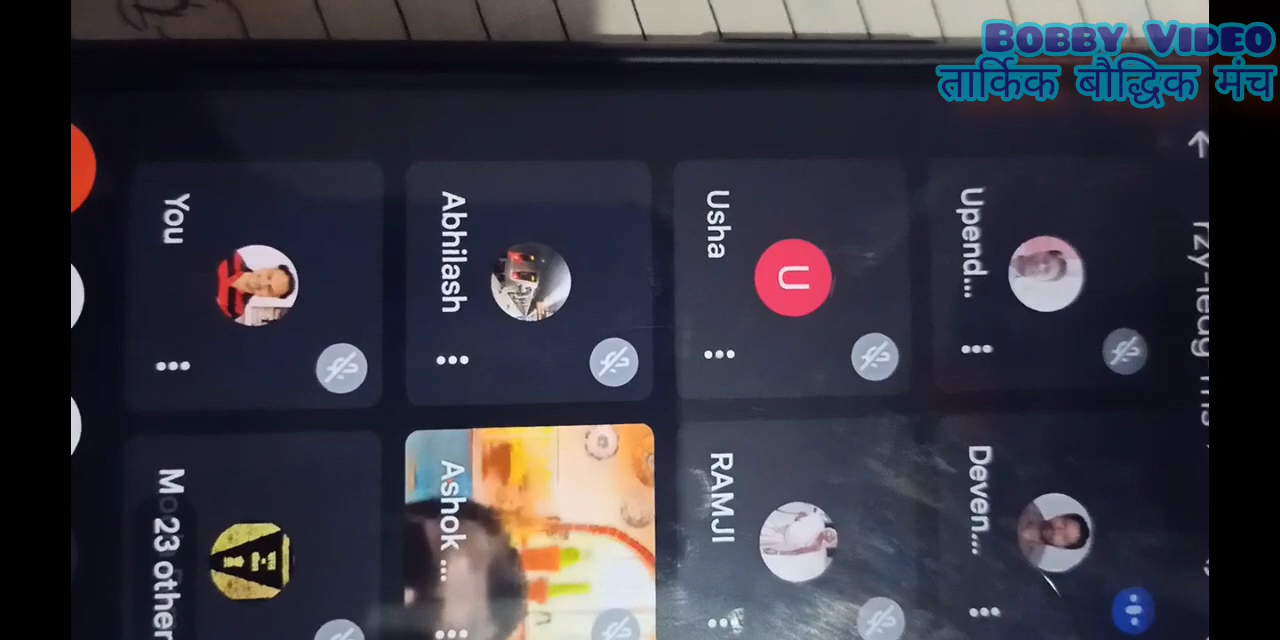 BOBBY VIDEO
तार्किक बौद्धिक मंच
Upend...
Deven...
Usha
U
RAMJI
Abhilash
Ashok ...
You
23 other